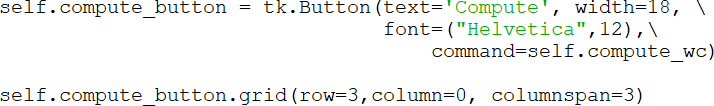 self.compute_button = tk.Button(text='Compute', width=18, \
font=("Helvetica",12),\
command=self.compute_wc)
self.compute_button.grid(row=3,column=0, columnspan=3)